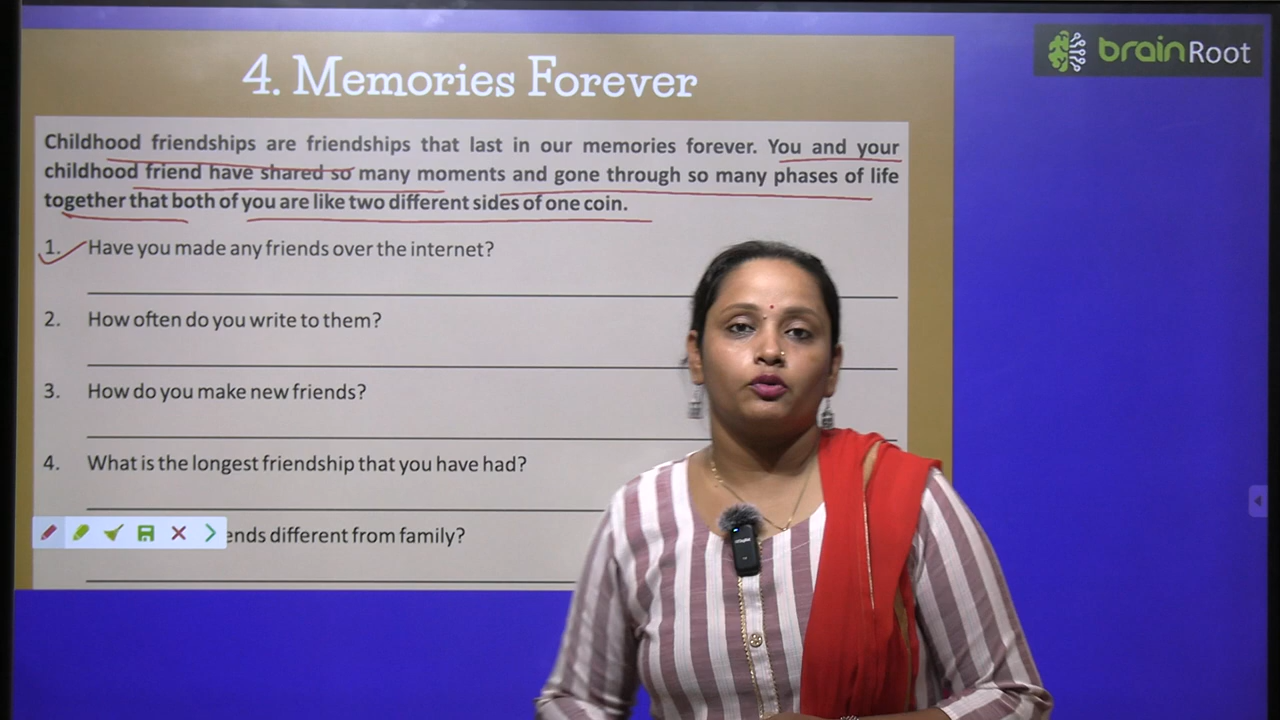 4. Memories Forever
brainRoot
Childhood friendships are friendships that last in our memories forever. You and your
childhood friend have shared so many moments and gone through so many phases of life
together that both of you are like two different sides of one coin.
1. Have you made any friends over the internet?
2. How often do you write to them?
3. How do you make new friends?
4. What is the longest friendship that you have had?
ends different from family?